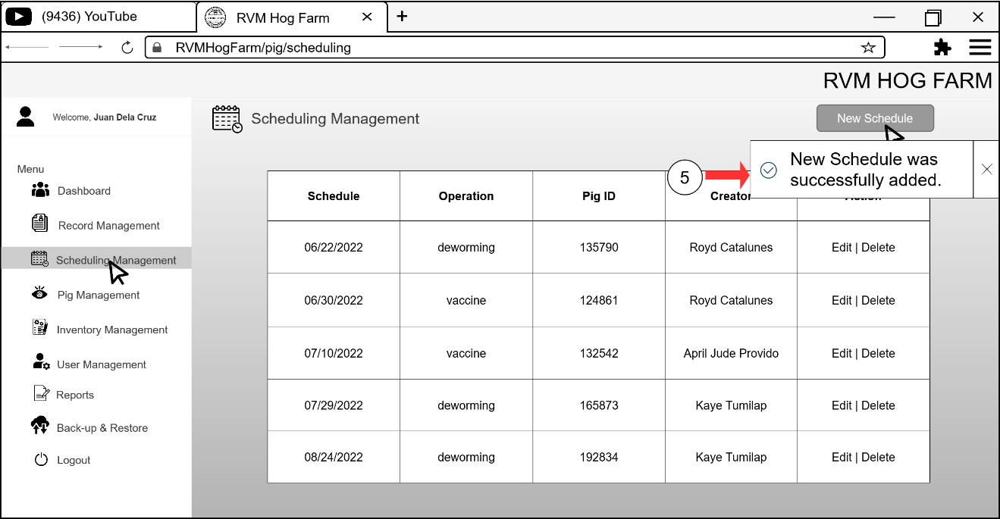 (9436) YouTube
RVM Hog Farm
RVMHogFarm/pig/scheduling
RVM HOG FARM
Welcome, Juan Dela Cruz
Scheduling Management
New Schedule
New Schedule was
successfully added.
5
Menu
Dashboard
Record Management
Scheduling Management
Pig Management
Inventory Management
User Management
Reports
Back-up & Restore
Logout
Schedule Operation Pig ID Creator Action
06/22/2022 deworming 135790 Royd Catalunes Edit | Delete
06/30/2022 vaccine 124861 Royd Catalunes Edit | Delete
07/10/2022 vaccine 132542 April Jude Provido Edit | Delete
07/29/2022 deworming 165873 Kaye Tumilap Edit | Delete
08/24/2022 deworming 192834 Kaye Tumilap Edit | Delete